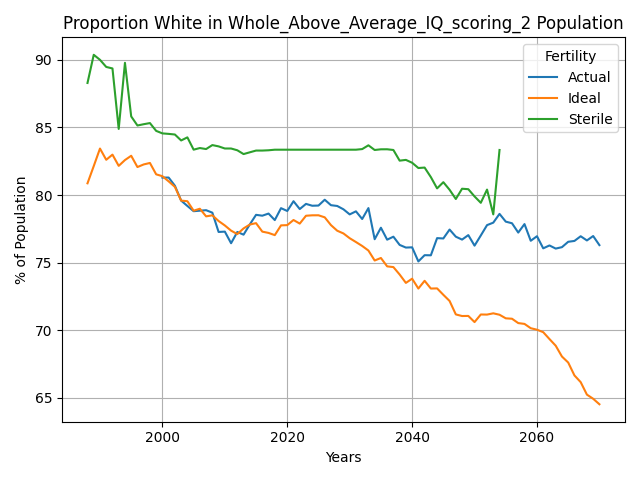 Proportion White in Whole_Above_Average_IQ_scoring_2 Population
Fertility
Actual
Ideal
Sterile
% of Population
90
85
80
75
70
65
2000
2020
2040
2060
Years